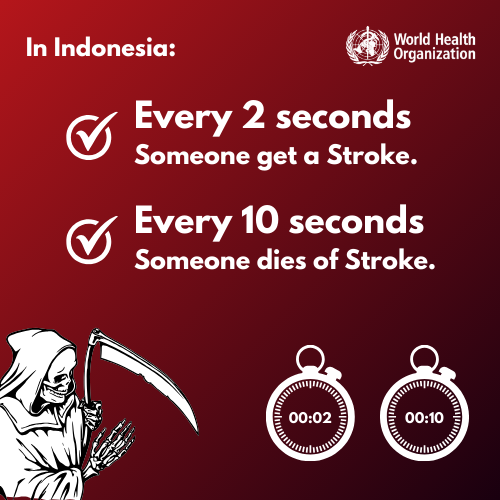 In Indonesia:
World Health
Organization
Every 2 seconds
Someone get a Stroke.
Every 10 seconds
Someone dies of Stroke.
00:02
00:10